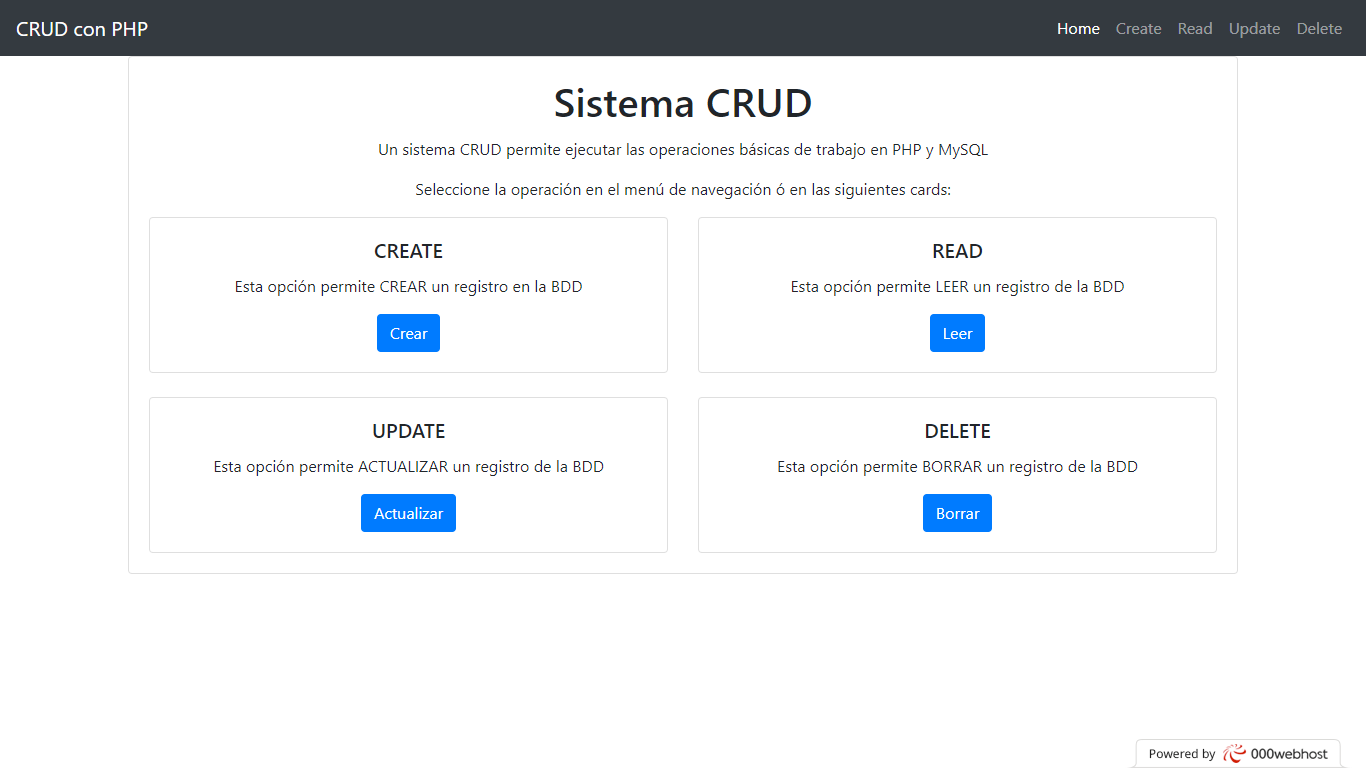 CRUD con PHP
Home Create Read Update Delete
Sistema CRUD
Un sistema CRUD permite ejecutar las operaciones básicas de trabajo en PHP y MySQL
Seleccione la operación en el menú de navegación ó en las siguientes cards:
CREATE
Esta opción permite CREAR un registro en la BDD
Crear
READ
Esta opción permite LEER un registro de la BDD
Leer
UPDATE
Esta opción permite ACTUALIZAR un registro de la BDD
Actualizar
DELETE
Esta opción permite BORRAR un registro de la BDD
Borrar
Powered by 000webhost